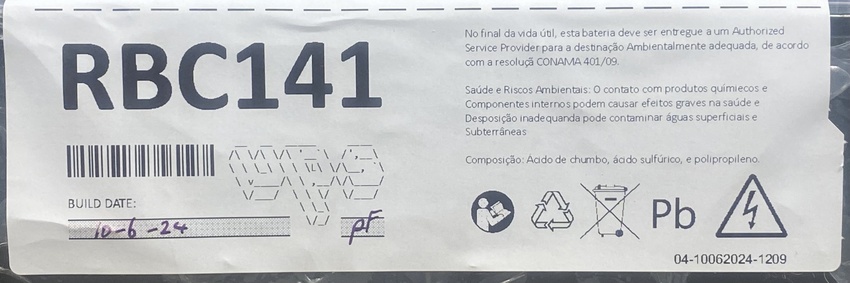 RBC141
BUILD DATE:
10-6-24
PF
No final da vida útil, esta bateria deve ser entregue a um Authorized
Service Provider para a destinação Ambientalmente adequada, de acordo
com a resoluçã CONAMA 401/09.
Saúde e Riscos Ambientais: O contato com produtos quimiecos e
Componentes internos podem causar efeitos graves na saúde e
Desposição inadequanda pode contaminar águas superficiais e
Subterrâneas
Composição: Acido de chumbo, ácido sulfúrico, e polipropileno.
Pb
04-10062024-1209